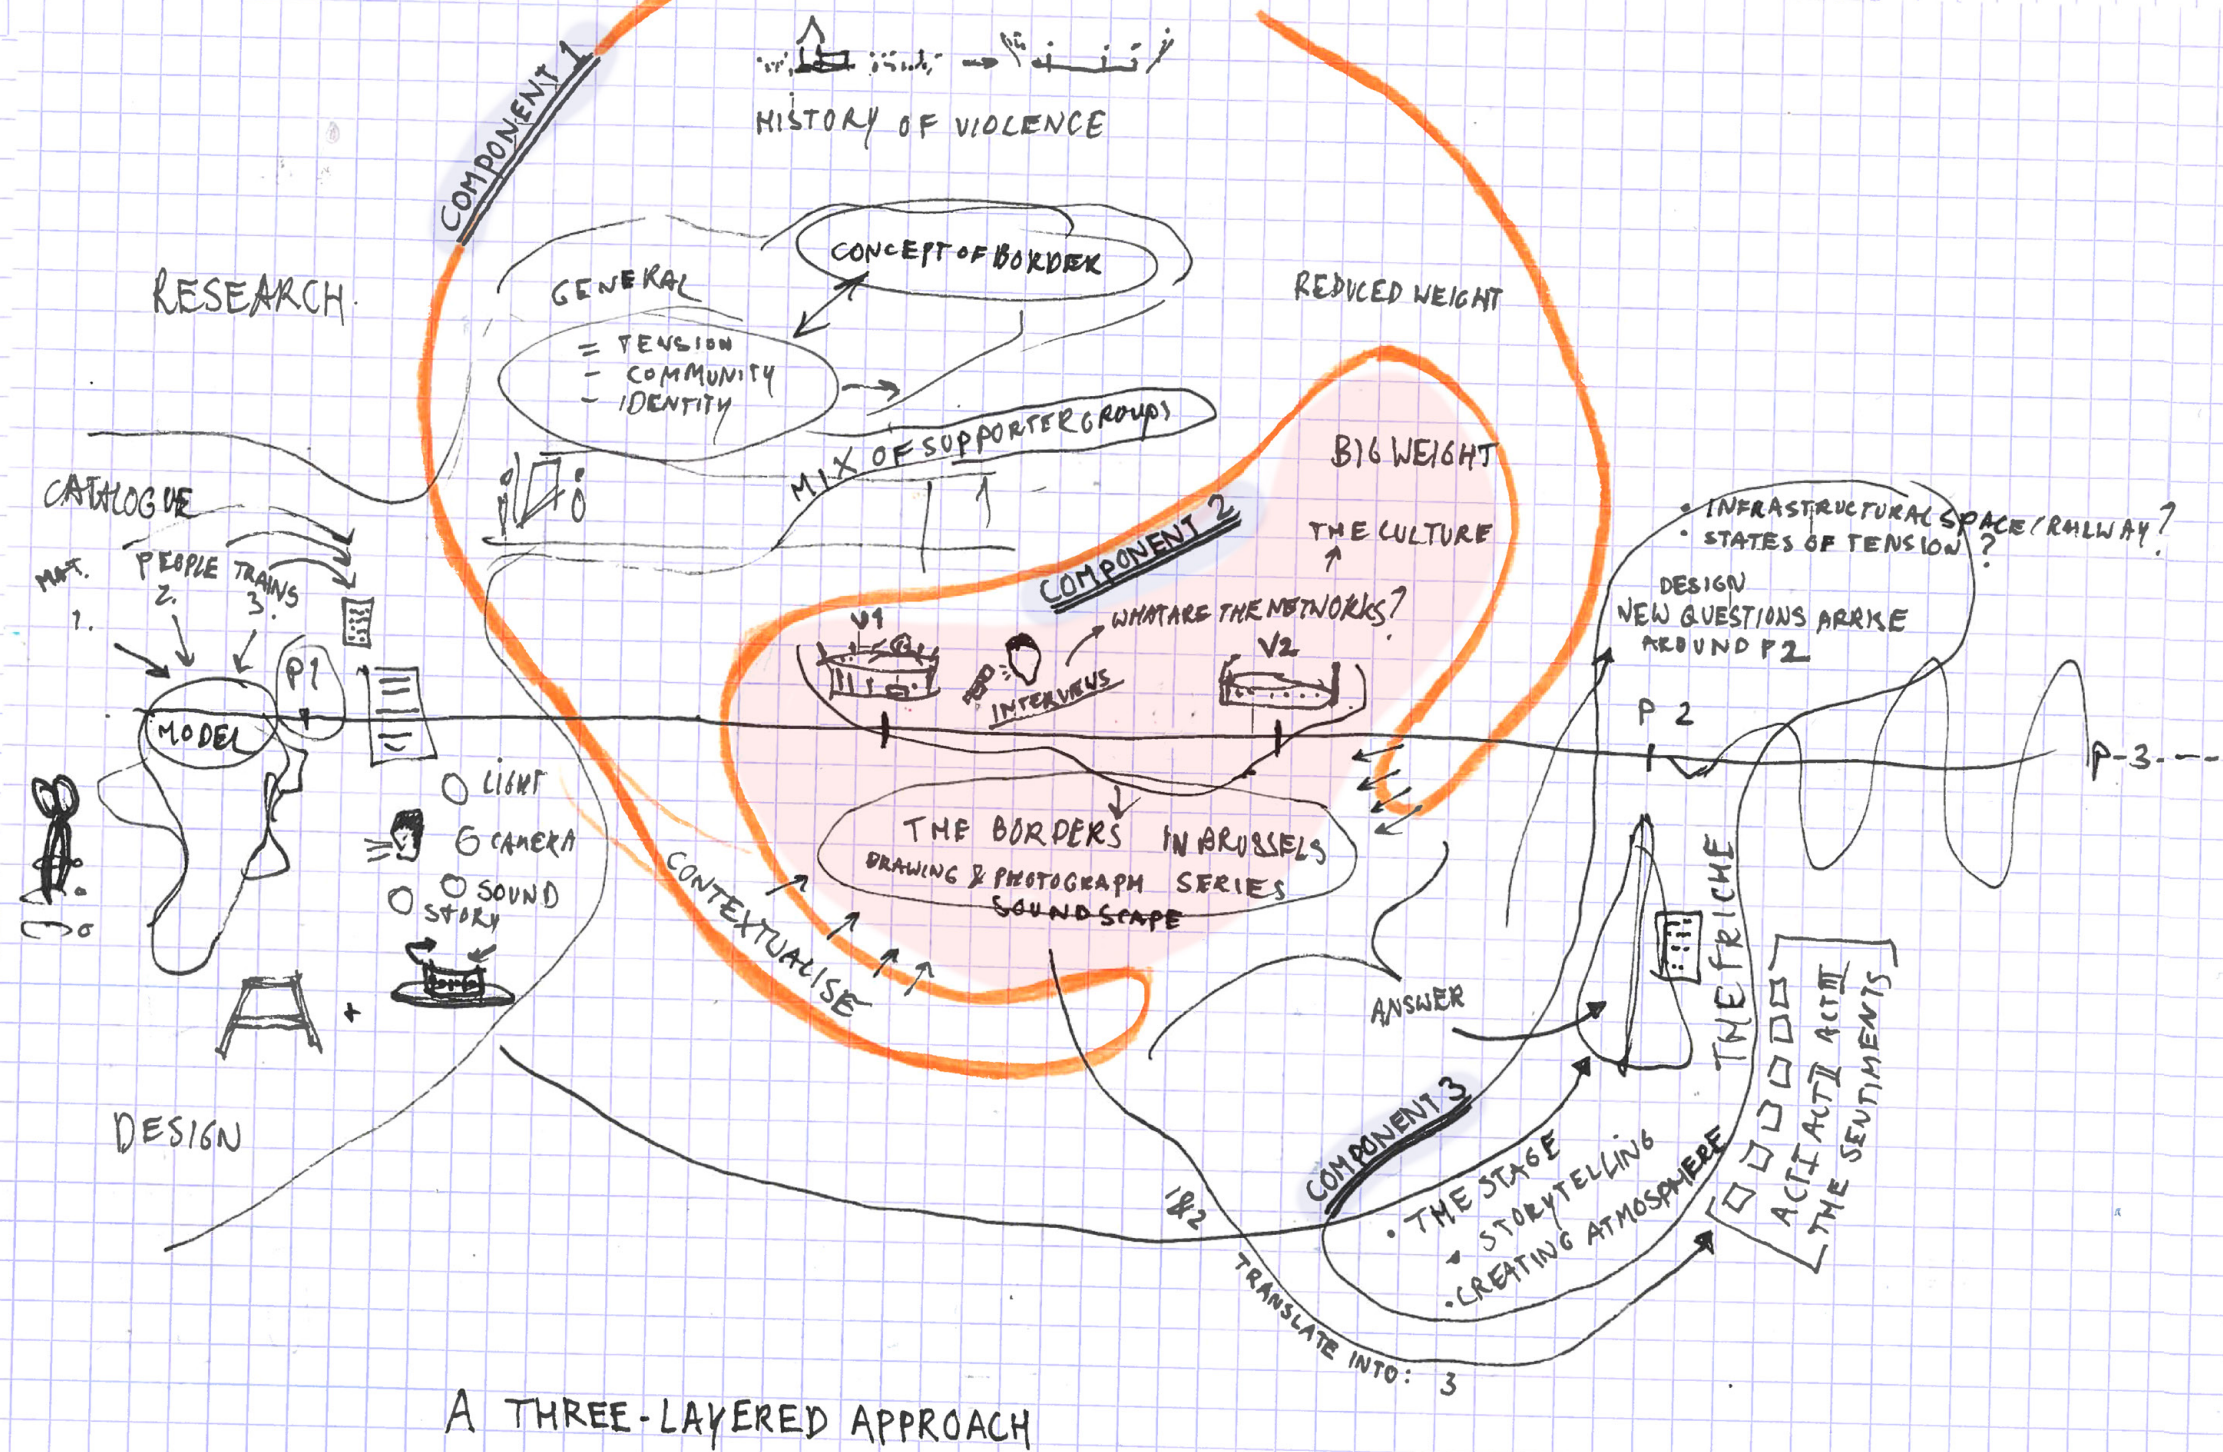 COMPONENT 1
HISTORY OF VIOLENCE
RESEARCH.
GENERAL
CONCEPT OF BORDER
= TENSION
- COMMUNITY
- IDENTITY
REDUCED WEIGHT
MIX OF SUPPORTERGROUPS
BIG WEIGHT
THE CULTURE
COMPONENT 2
WHAT ARE THE NETWORKS?
INTERVIEWS
V1
V2
CATALOGUE
MAT.
1.
PEOPLE
2.
TRAINS
3.
P1
MODEL
LIGHT
CAMERA
SOUND
STORY
+
DESIGN
THE BORDERS IN BRUSSELS
DRAWING & PHOTOGRAPH SERIES
SOUNDSCAPE
CONTEXTUALISE
• INFRASTRUCTURAL SPACE/RAILWAY?
• STATES OF TENSION?
DESIGN
NEW QUESTIONS ARRISE
AROUND P2
P 2
P-3----
ANSWER
THE FRICHE
COMPONENT 3
• THE STAGE
• STORYTELLING
• CREATING ATMOSPHERE
ACT I ACT II ACT III
THE SENTIMENTS
1&2
TRANSLATE INTO: 3
A THREE-LAYERED APPROACH